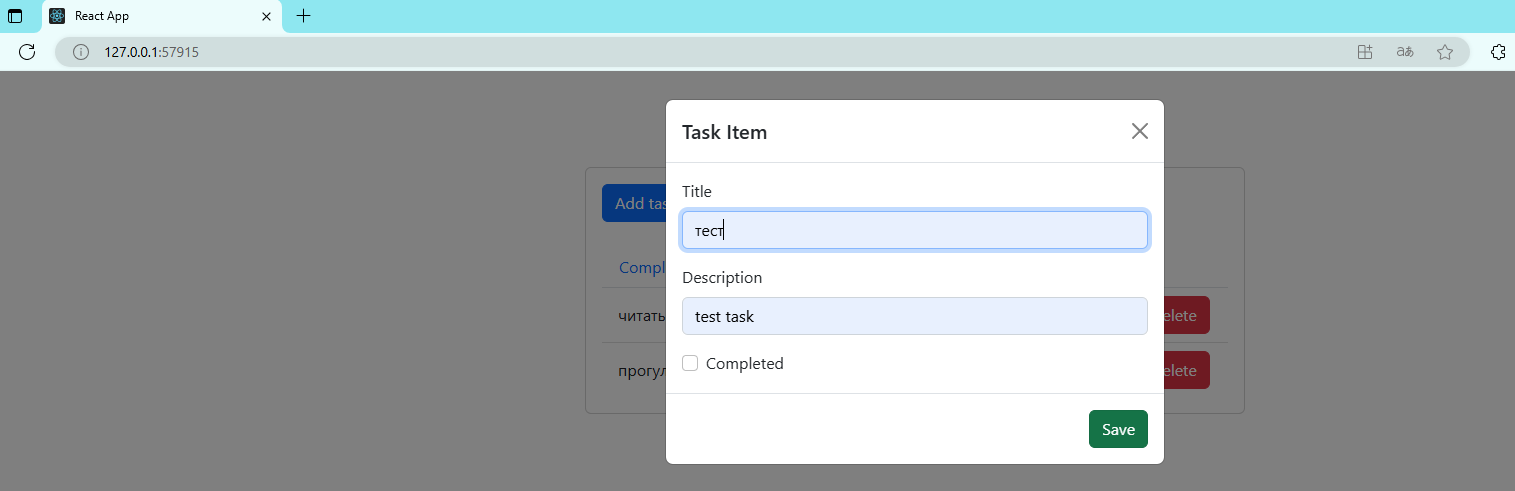 React App
127.0.0.1:57915
Task Item
Title
Add tas
тест
Compl
Description
читать
test task
elete
Completed
прогул
elete
Save